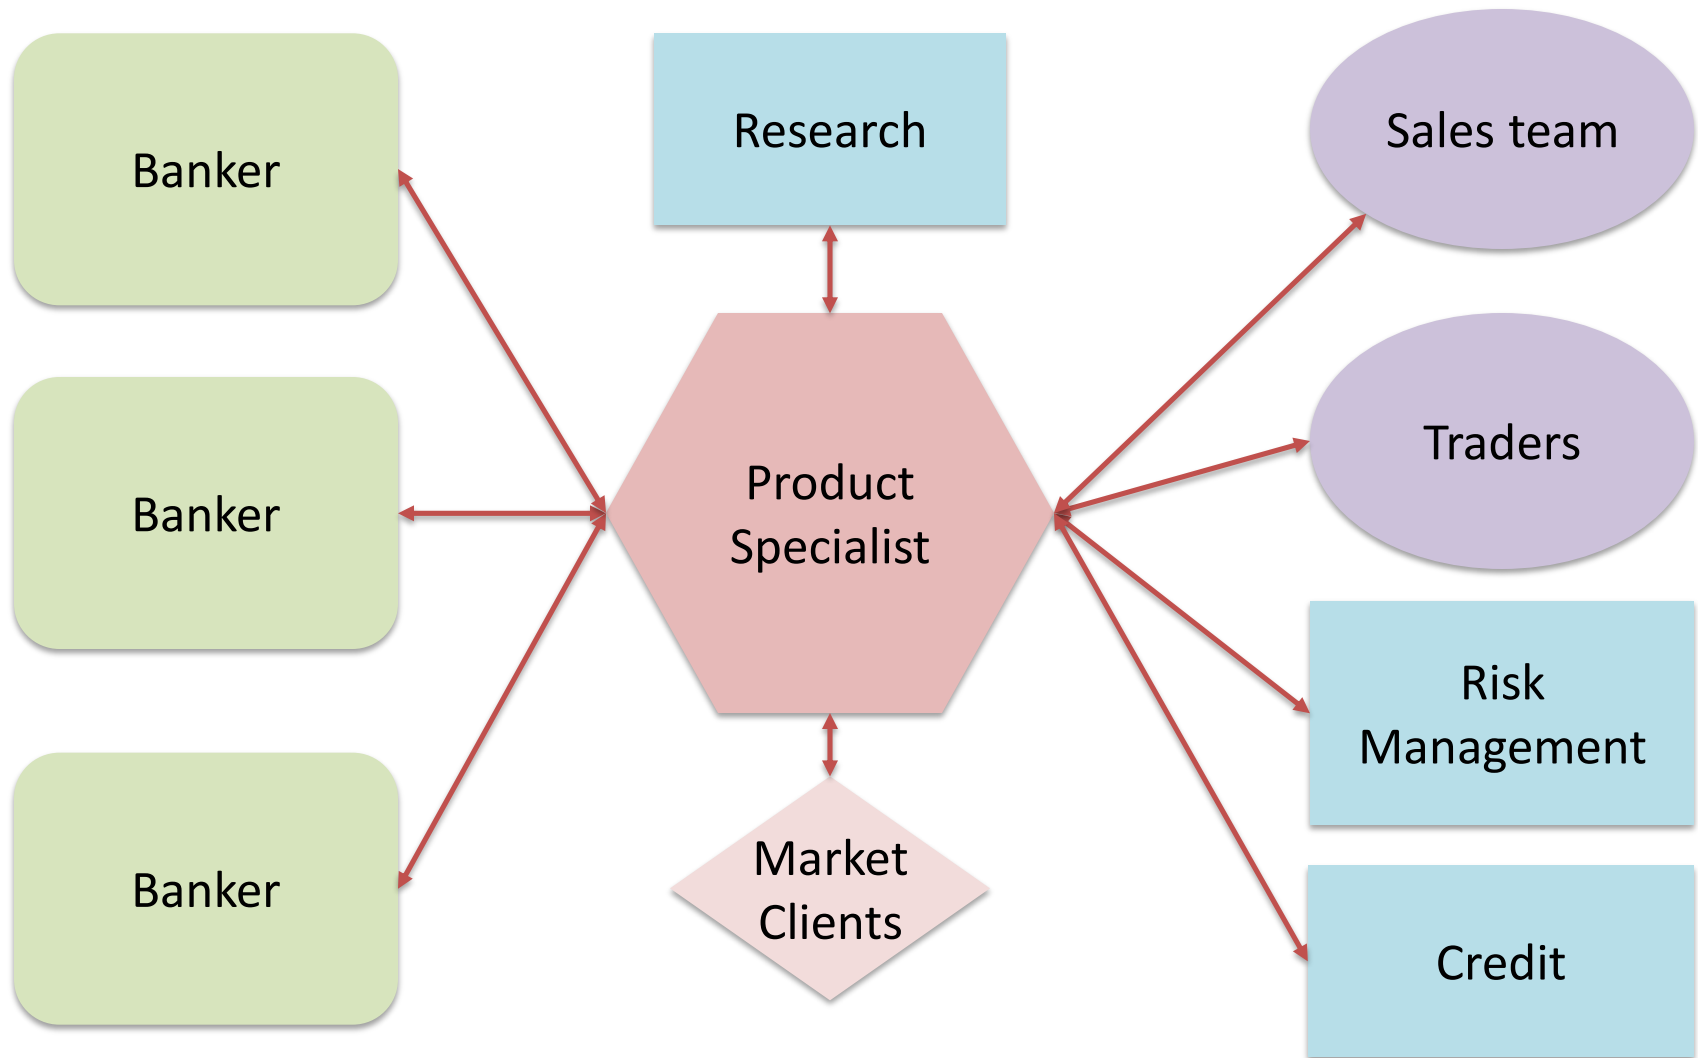 Banker
Banker
Banker
Research
Product
Specialist
Market
Clients
Sales team
Traders
Risk
Management
Credit